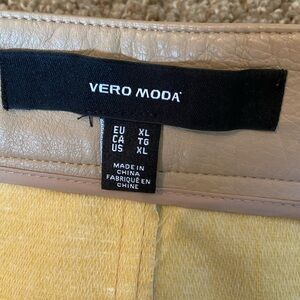 VERO MODA
EU XL
CA TG
US XL
MADE IN
CHINA
FABRIQUÉ EN
CHINE